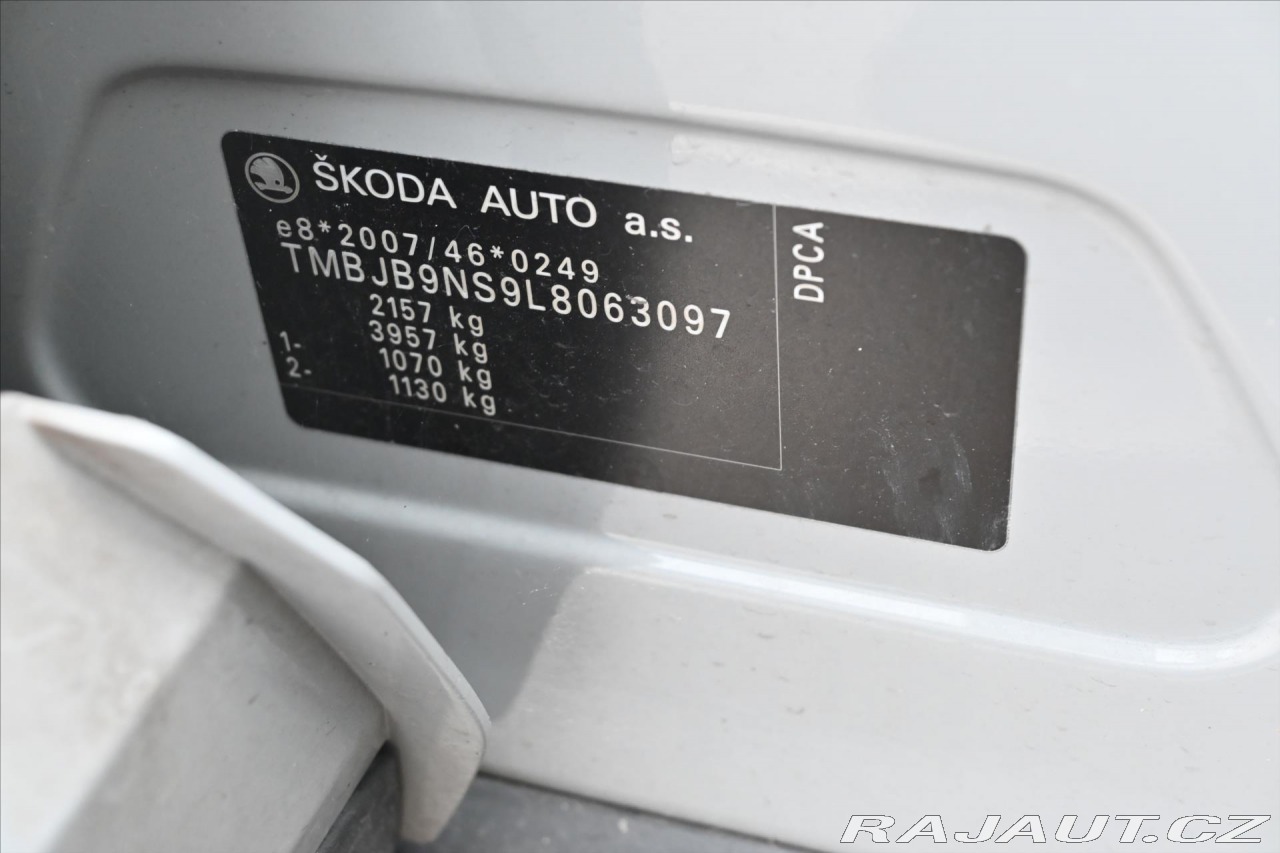 ŠKODA AUTO a.s.
e8*2007/46*0249
TMBJB9NS9L8063097
2157 kg
3957 kg
1- 1070 kg
2- 1130 kg
DPCA
RAJAUT.CZ